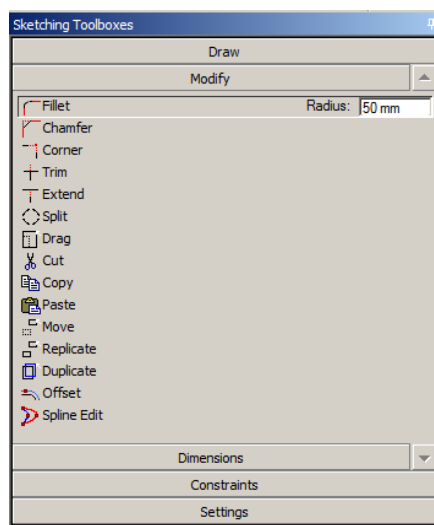 Sketching Toolboxes
Draw
Modify
Fillet Radius: 50 mm
Chamfer
Corner
Trim
Extend
Split
Drag
Cut
Copy
Paste
Move
Replicate
Duplicate
Offset
Spline Edit
Dimensions
Constraints
Settings